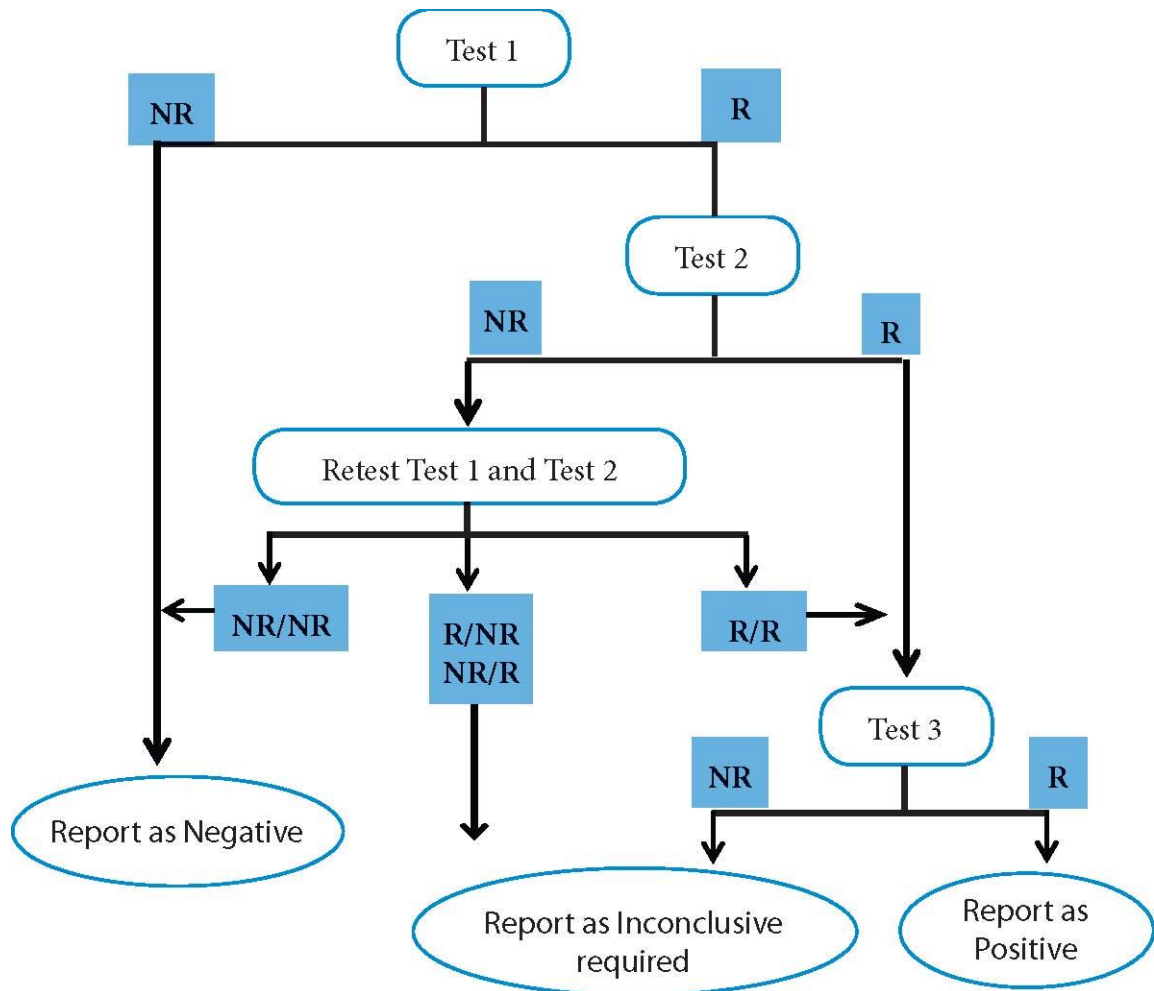 Test 1
NR
R
Test 2
NR
R
Retest Test 1 and Test 2
NR/NR
R/NR
NR/R
R/R
Test 3
NR
R
Report as Negative
Report as Inconclusive
required
Report as
Positive